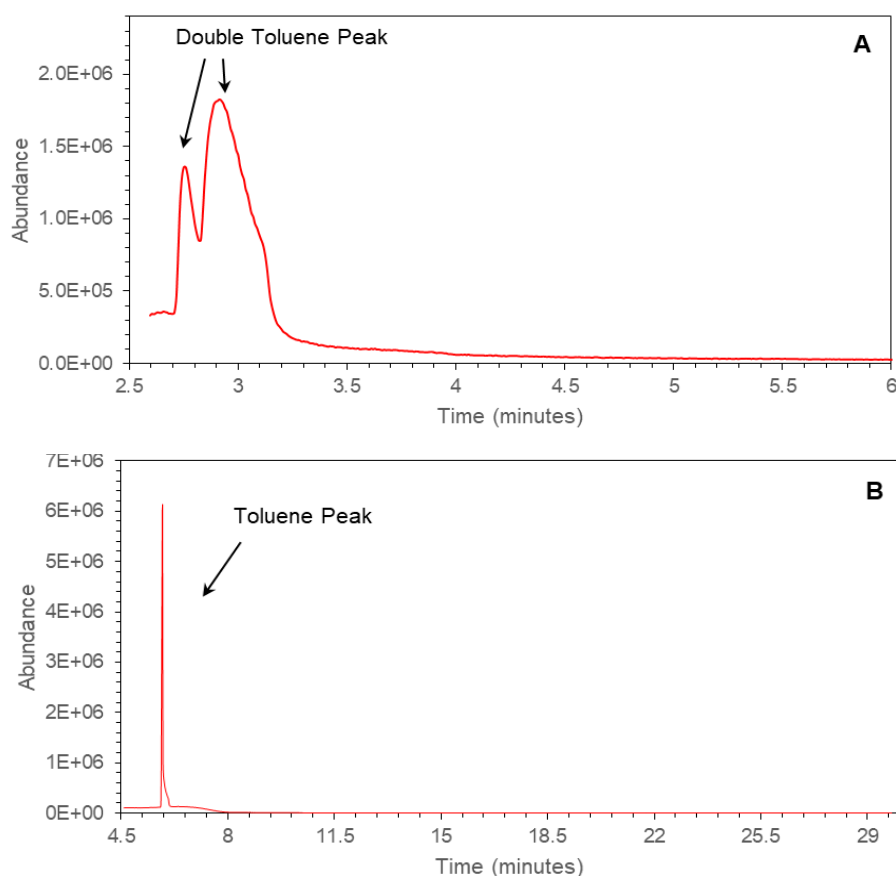 Double Toluene Peak
A
2.0E+06
1.5E+06
1.0E+06
5.0E+05
0.0E+00
Abundance
2.5 3 3.5 4 4.5 5 5.5 6
Time (minutes)
7E+06
B
Toluene Peak
6E+06
5E+06
4E+06
3E+06
2E+06
1E+06
0E+00
Abundance
4.5 8 11.5 15 18.5 22 25.5 29
Time (minutes)